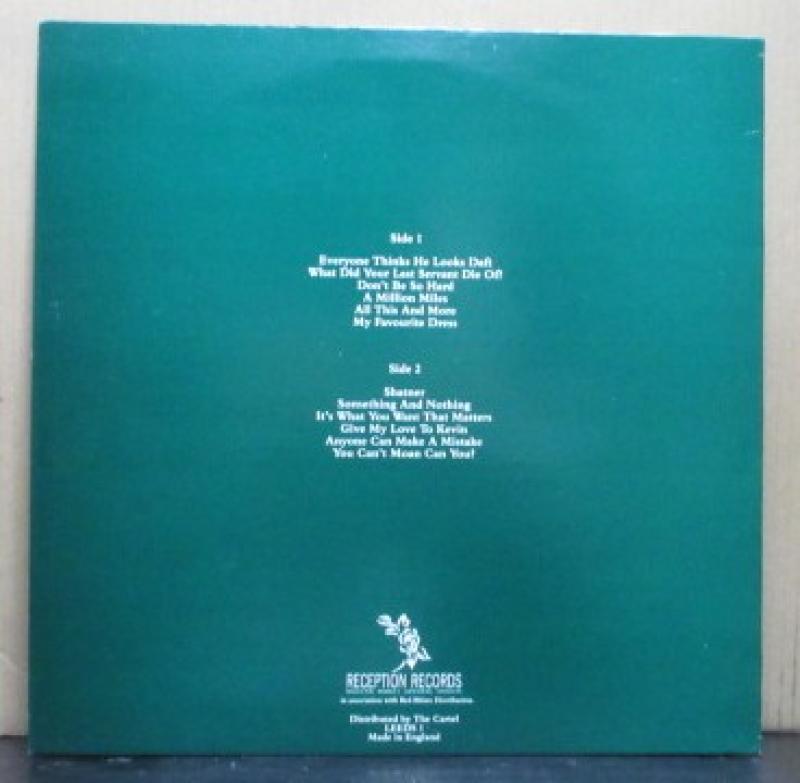 Side 1
Everyone Thinks He Looks Daft
What Did Your Last Servant Die Of?
Don't Be So Hard
A Million Miles
All This And More
My Favourite Dress
Side 2
Shatner
Something And Nothing
It's What You Want That Matters
Give My Love To Kevin
Anyone Can Make A Mistake
You Can't Moan Can You?
RECEPTION RECORDS
in association with Red Rhino Distribution.
Distributed by The Cartel
LEEDS 1
Made in England